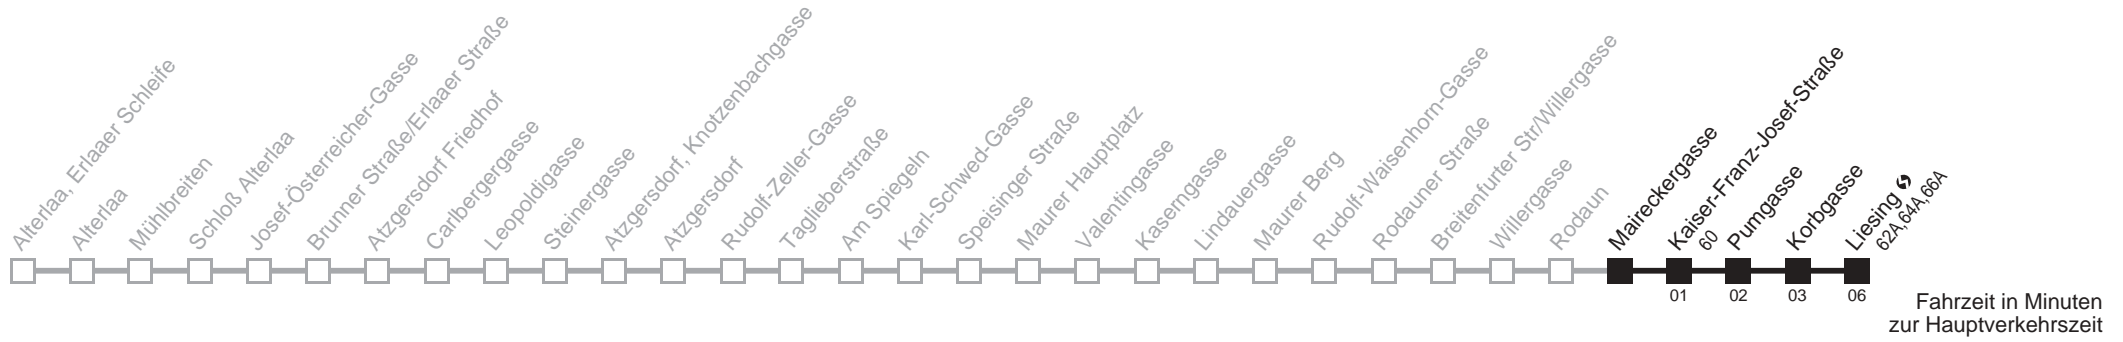 Alterlaa, Erlaaer Schleife
Alterlaa
Mühlbreiten
Schloß Alterlaa
Josef-Österreicher-Gasse
Brunner Straße/Erlaaer Straße
Atzgersdorf Friedhof
Carlbergergasse
Leopoldigasse
Steinergasse
Atzgersdorf, Knotzenbachgasse
Atzgersdorf
Rudolf-Zeller-Gasse
Taglieberstraße
Am Spiegeln
Karl-Schwed-Gasse
Speisinger Straße
Maurer Hauptplatz
Valentingasse
Kaserngasse
Lindauergasse
Maurer Berg
Rudolf-Waisenhorn-Gasse
Rodauner Straße
Breitenfurter Str/Willergasse
Willergasse
Rodaun
Maireckergasse
Kaiser-Franz-Josef-Straße
60
Pumgasse
Korbgasse
Liesing
62A,64A,66A
01
02
03
06
Fahrzeit in Minuten
zur Hauptverkehrszeit